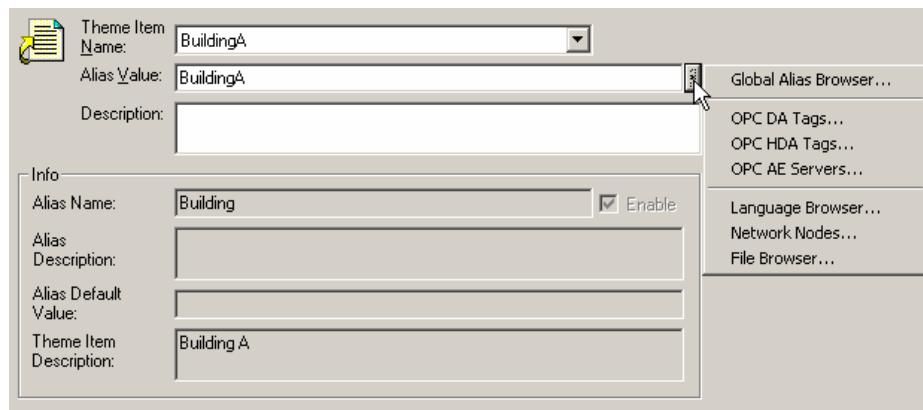 Theme Item
Name:
BuildingA
Alias Value:
BuildingA
Description:
Info
Alias Name:
Building
Enable
Alias
Description:
Alias Default
Value:
Theme Item
Description:
Building A
Global Alias Browser...
OPC DA Tags...
OPC HDA Tags...
OPC AE Servers...
Language Browser...
Network Nodes...
File Browser...